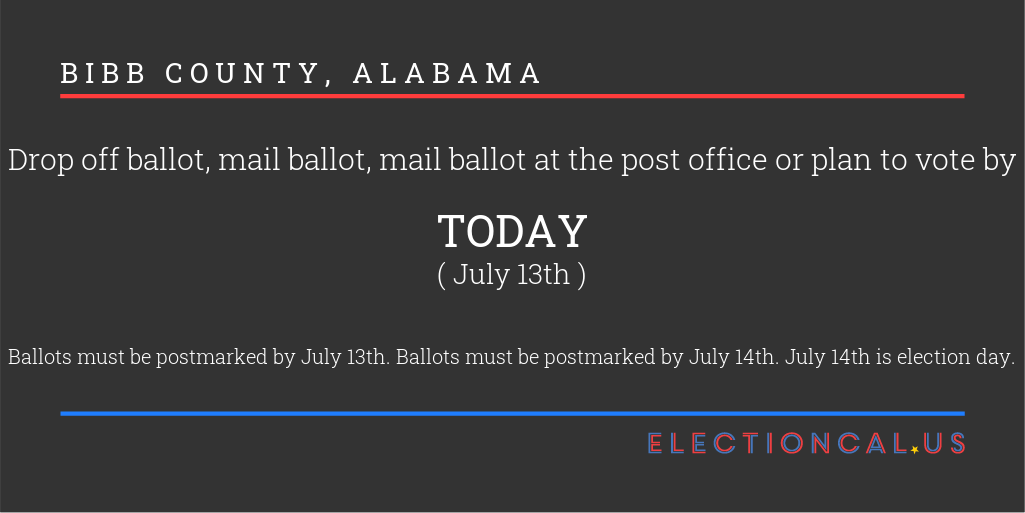 BIBB COUNTY, ALABAMA
Drop off ballot, mail ballot, mail ballot at the post office or plan to vote by
TODAY
( July 13th )
Ballots must be postmarked by July 13th. Ballots must be postmarked by July 14th. July 14th is election day.
ELECTIONCAL.US